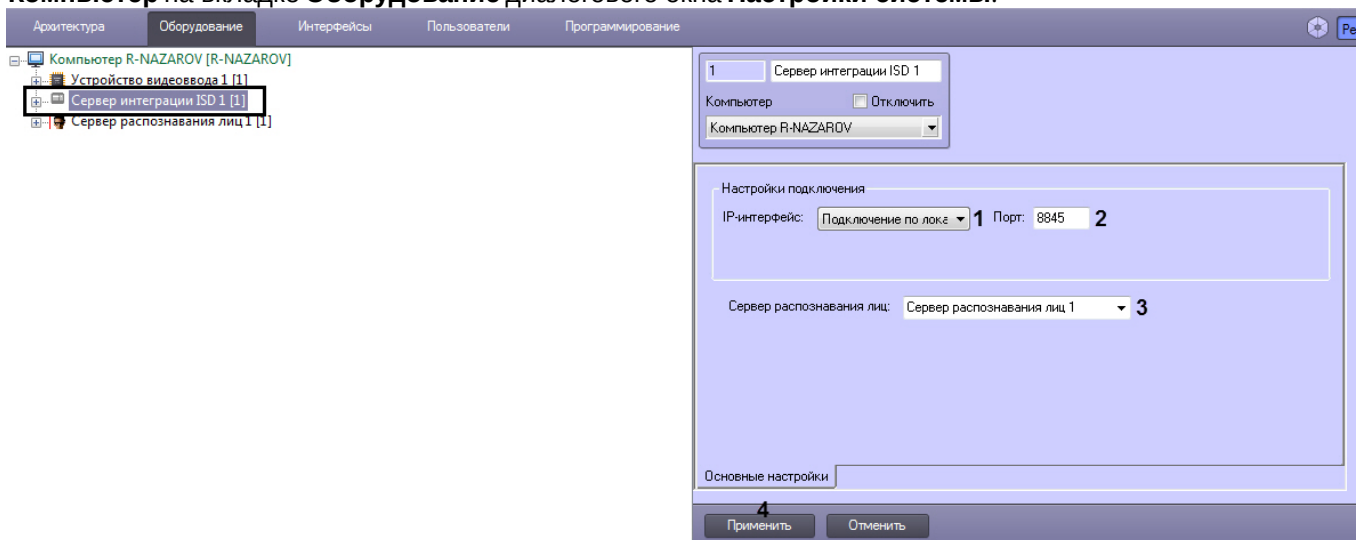 Компьютер на вкладке Оборудование диалогового окна Настройки системы.
Архитектура Оборудование Интерфейсы Пользователи Программирование
Компьютер R-NAZAROV [R-NAZAROV]
Устройство видеоввода 1 [1]
Сервер интеграции ISD 1 [1]
Сервер распознавания лиц 1 [1]
1 Сервер интеграции ISD 1
Компьютер Отключить
Компьютер R-NAZAROV
Настройки подключения
IP-интерфейс: Подключение по лока 1 Порт: 8845 2
Сервер распознавания лиц: Сервер распознавания лиц 1 3
Основные настройки
4
Применить Отменить